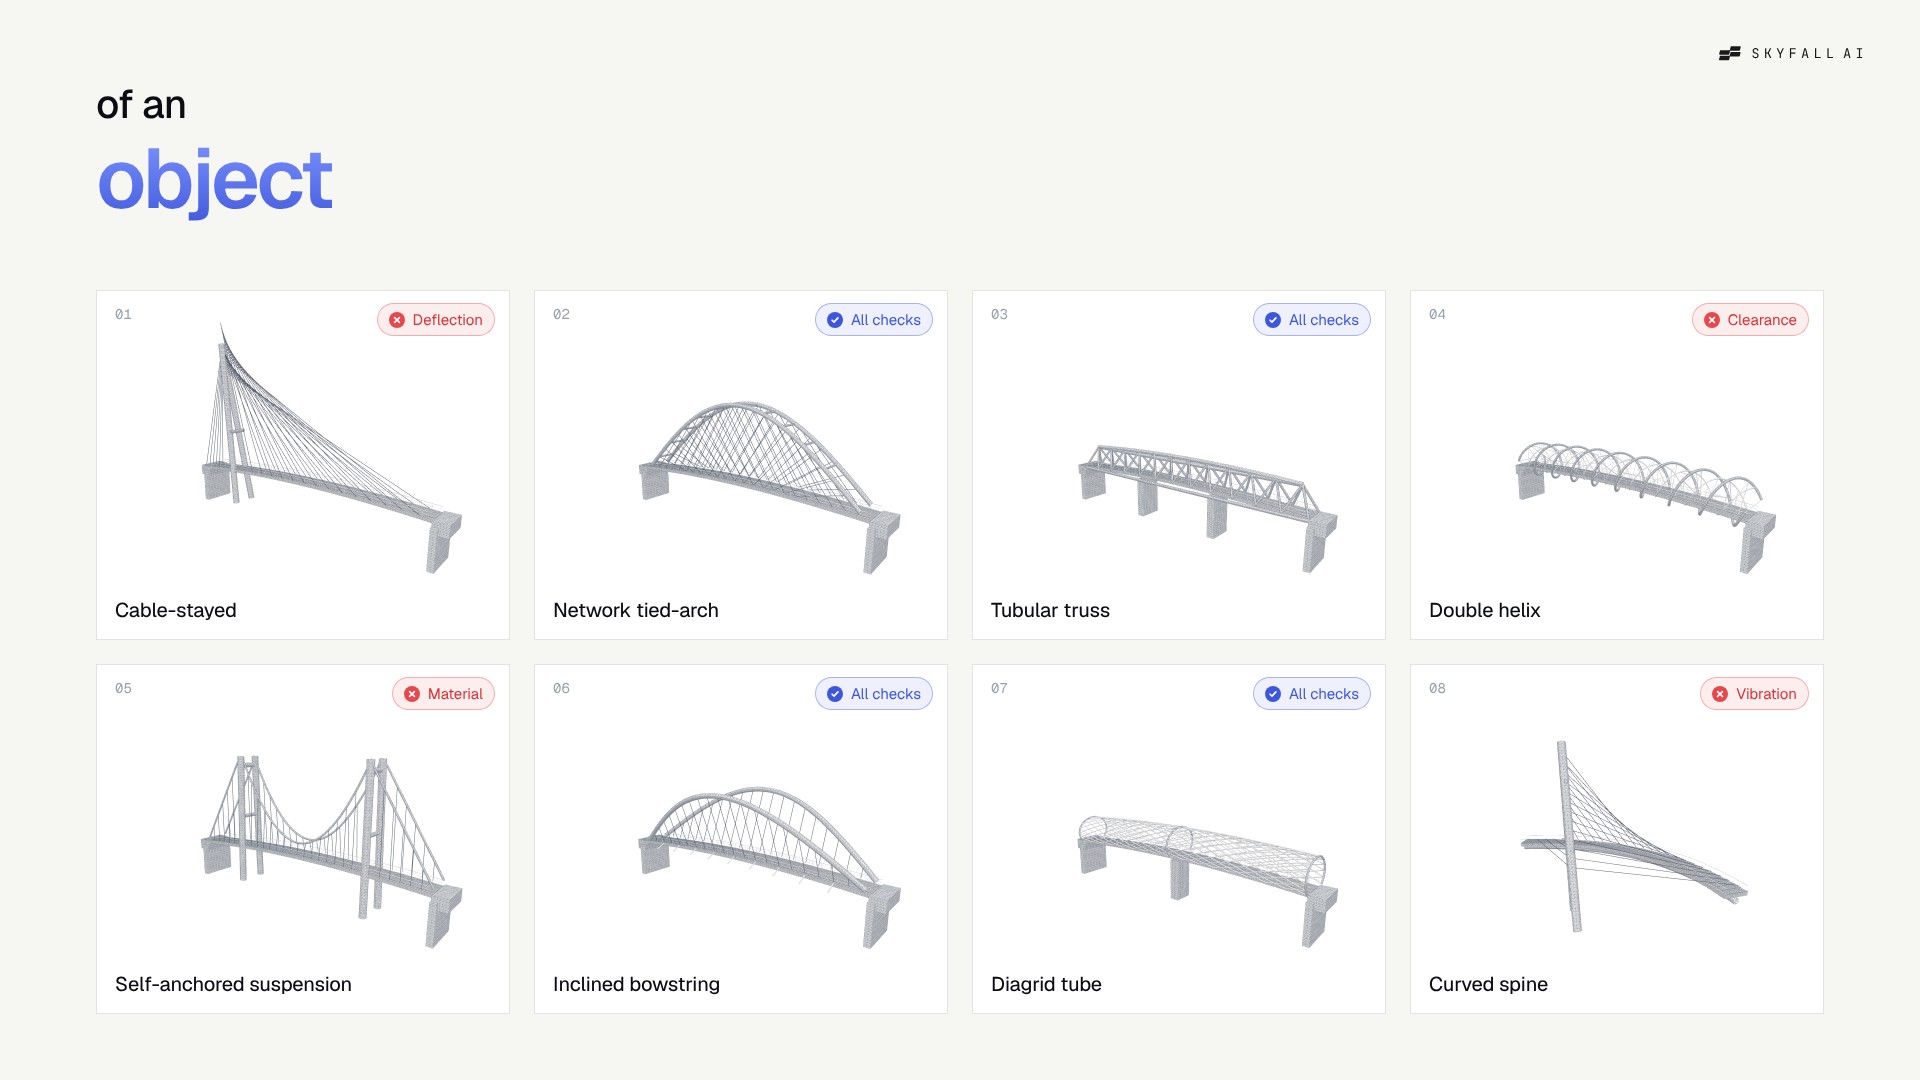 SKYFALL AI
of an
object
01
Deflection
02
All checks
03
All checks
04
Clearance
Cable-stayed
Network tied-arch
Tubular truss
Double helix
05
Material
06
All checks
07
All checks
08
Vibration
Self-anchored suspension
Inclined bowstring
Diagrid tube
Curved spine